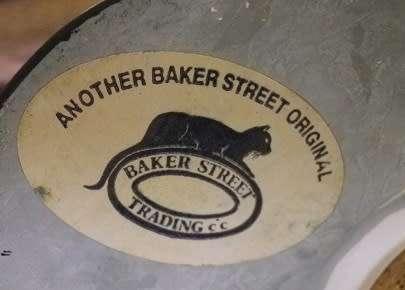 ANOTHER BAKER STREET ORIGINAL
BAKER STREET
TRADING cc